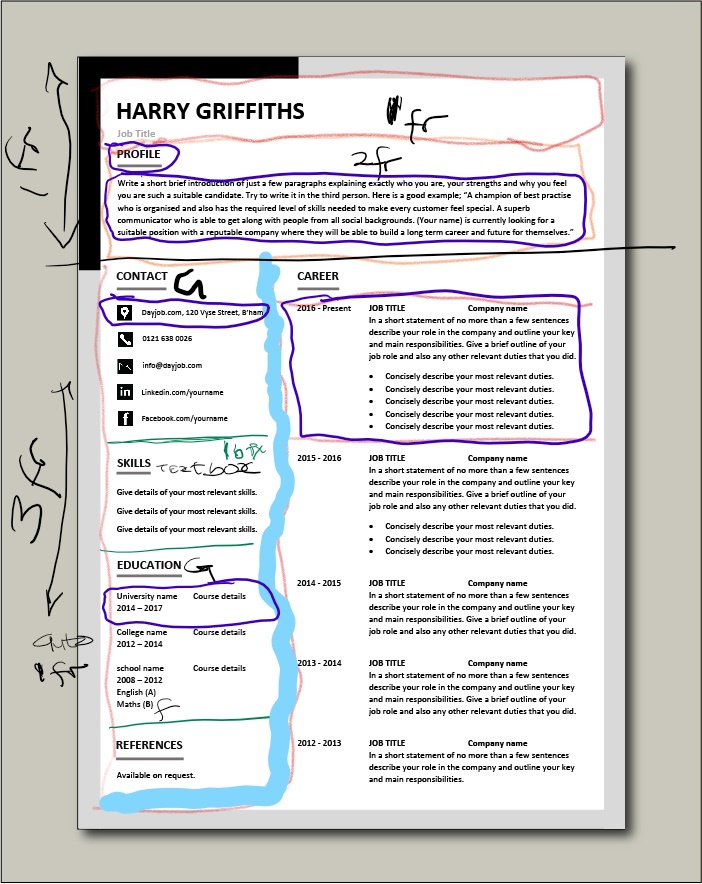 HARRY GRIFFITHS
1fr
Job Title
PROFILE
2fr
1fr
Write a short brief introduction of just a few paragraphs explaining exactly who you are, your strengths and why you feel
you are such a suitable candidate. Try to write it in the third person. Here is a good example; “A champion of best practise
who is organised and also has the required level of skills needed to make every customer feel special. A superb
communicator who is able to get along with people from all social backgrounds. (Your name) is currently looking for a
suitable position with a reputable company where they will be able to build a long term career and future for themselves.”
CONTACT
G
Dayjob.com, 120 Vyse Street, B’ham
0121 638 0026
info@dayjob.com
Linkedin.com/yourname
Facebook.com/yourname
16px
SKILLS
Text box
3fr
Give details of your most relevant skills.
Give details of your most relevant skills.
Give details of your most relevant skills.
EDUCATION
G
University name Course details
2014 – 2017
College name Course details
2012 – 2014
auto
1fr
school name Course details
2008 – 2012
English (A)
Maths (B)
f
REFERENCES
Available on request.
CAREER
2016 - Present JOB TITLE Company name
In a short statement of no more than a few sentences
describe your role in the company and outline your key
and main responsibilities. Give a brief outline of your
job role and also any other relevant duties that you did.
• Concisely describe your most relevant duties.
• Concisely describe your most relevant duties.
• Concisely describe your most relevant duties.
• Concisely describe your most relevant duties.
• Concisely describe your most relevant duties.
2015 - 2016 JOB TITLE Company name
In a short statement of no more than a few sentences
describe your role in the company and outline your key
and main responsibilities. Give a brief outline of your
job role and also any other relevant duties that you did.
• Concisely describe your most relevant duties.
• Concisely describe your most relevant duties.
• Concisely describe your most relevant duties.
2014 - 2015 JOB TITLE Company name
In a short statement of no more than a few sentences
describe your role in the company and outline your key
and main responsibilities. Give a brief outline of your
job role and also any other relevant duties that you did.
2013 - 2014 JOB TITLE Company name
In a short statement of no more than a few sentences
describe your role in the company and outline your key
and main responsibilities. Give a brief outline of your
job role and also any other relevant duties that you did.
2012 - 2013 JOB TITLE Company name
In a short statement of no more than a few sentences
describe your role in the company and outline your key
and main responsibilities.